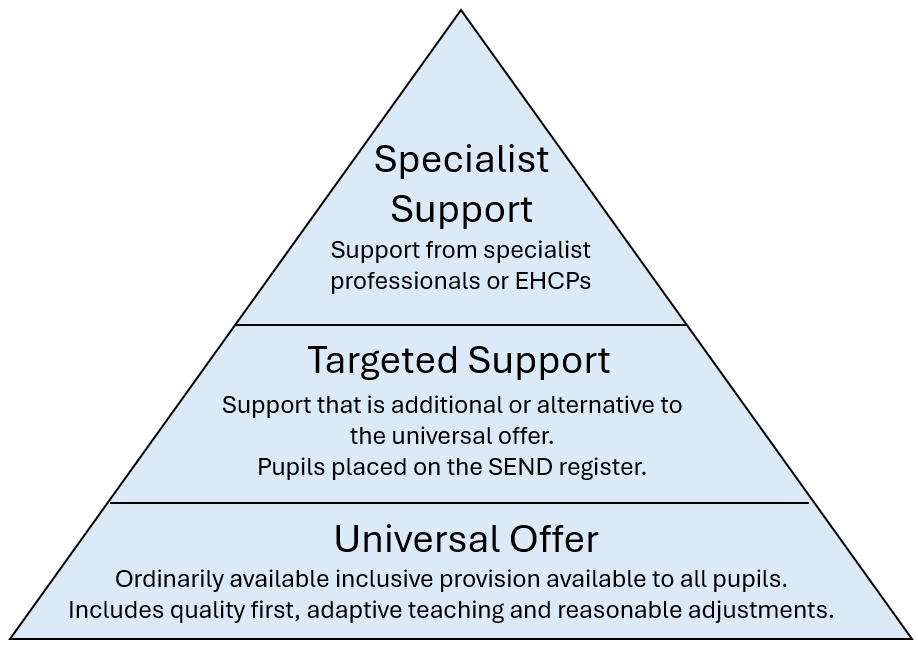 Specialist
Support
Support from specialist
professionals or EHCPs
Targeted Support
Support that is additional or alternative to
the universal offer.
Pupils placed on the SEND register.
Universal Offer
Ordinarily available inclusive provision available to all pupils.
Includes quality first, adaptive teaching and reasonable adjustments.